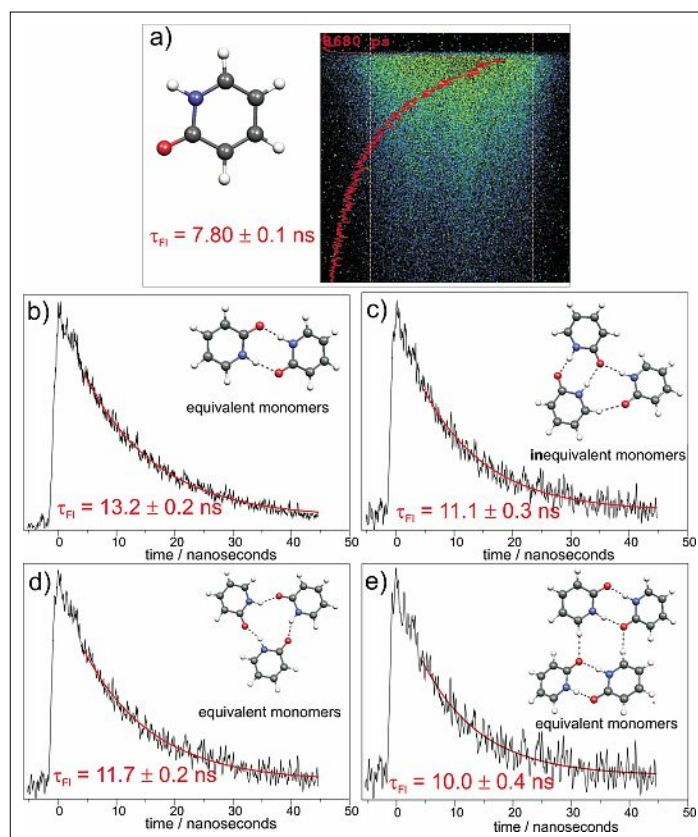 a)
8680 ps
τFl = 7.80 ± 0.1 ns
b)
equivalent monomers
τFl = 13.2 ± 0.2 ns
0 10 20 30 40 50
time / nanoseconds
c)
inequivalent monomers
τFl = 11.1 ± 0.3 ns
0 10 20 30 40 50
time / nanoseconds
d)
equivalent monomers
τFl = 11.7 ± 0.2 ns
0 10 20 30 40 50
time / nanoseconds
e)
equivalent monomers
τFl = 10.0 ± 0.4 ns
0 10 20 30 40 50
time / nanoseconds